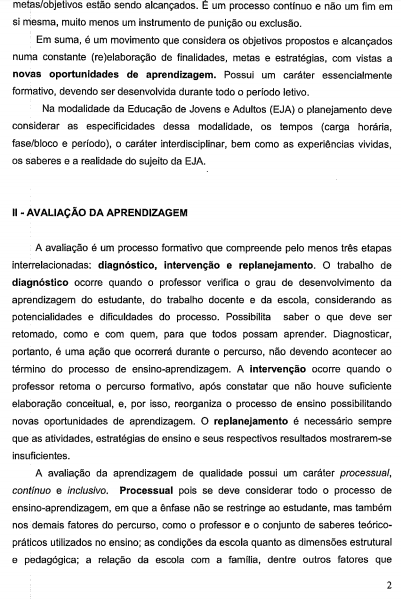 metas/objetivos estão sendo alcançados. É um processo contínuo e não um fim em
si mesma, muito menos um instrumento de punição ou exclusão.
Em suma, é um movimento que considera os objetivos propostos e alcançados
numa constante (re)elaboração de finalidades, metas e estratégias, com vistas a
novas oportunidades de aprendizagem. Possui um caráter essencialmente
formativo, devendo ser desenvolvida durante todo o período letivo.
Na modalidade da Educação de Jovens e Adultos (EJA) o planejamento deve
considerar as especificidades dessa modalidade, os tempos (carga horária,
fase/bloco e período), o caráter interdisciplinar, bem como as experiências vividas,
os saberes e a realidade do sujeito da EJA.
II - AVALIAÇÃO DA APRENDIZAGEM
A avaliação é um processo formativo que compreende pelo menos três etapas
interrelacionadas: diagnóstico, intervenção e replanejamento. O trabalho de
diagnóstico ocorre quando o professor verifica o grau de desenvolvimento da
aprendizagem do estudante, do trabalho docente e da escola, considerando as
potencialidades e dificuldades do processo. Possibilita saber o que deve ser
retomado, como e com quem, para que todos possam aprender. Diagnosticar,
portanto, é uma ação que ocorrerá durante o percurso, não devendo acontecer ao
término do processo de ensino-aprendizagem. A intervenção ocorre quando o
professor retoma o percurso formativo, após constatar que não houve suficiente
elaboração conceitual, e, por isso, reorganiza o processo de ensino possibilitando
novas oportunidades de aprendizagem. O replanejamento é necessário sempre
que as atividades, estratégias de ensino e seus respectivos resultados mostrarem-se
insuficientes.
A avaliação da aprendizagem de qualidade possui um caráter processual,
contínuo e inclusivo. Processual pois se deve considerar todo o processo de
ensino-aprendizagem, em que a ênfase não se restringe ao estudante, mas também
nos demais fatores do percurso, como o professor e o conjunto de saberes teórico-
práticos utilizados no ensino; as condições da escola quanto as dimensões estrutural
e pedagógica; a relação da escola com a família, dentre outros fatores que
2